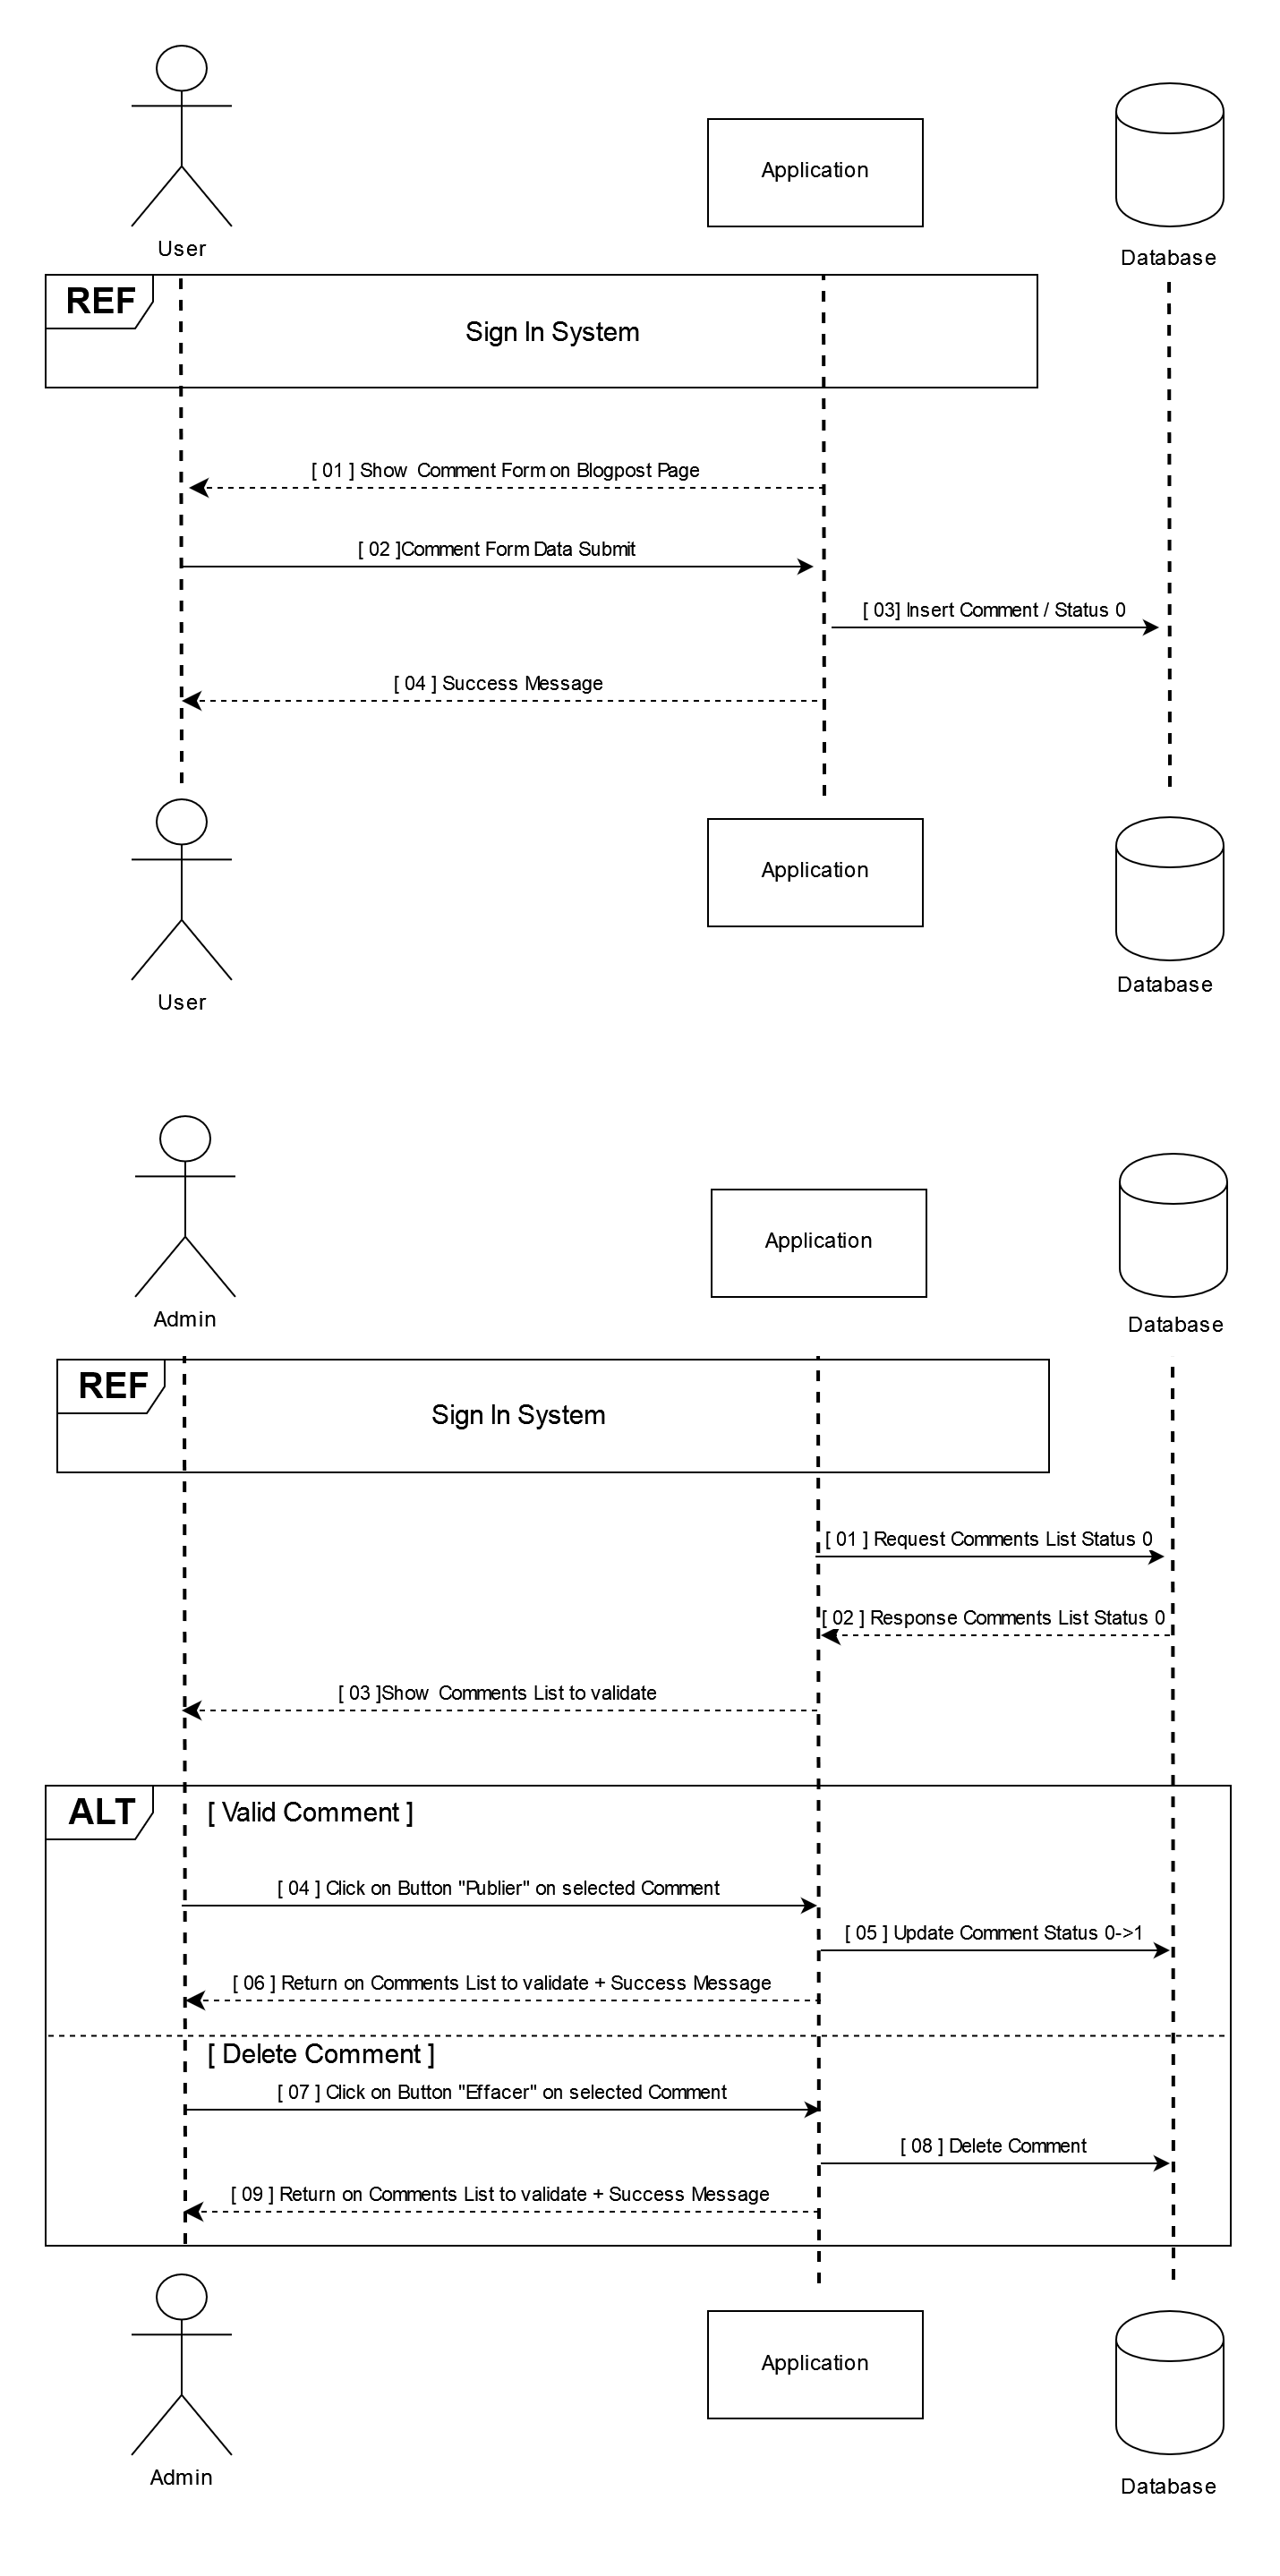 Application
User
Database
REF
Sign In System
[ 01 ] Show  Comment Form on Blogpost Page
[ 02 ]Comment Form Data Submit
[ 03] Insert Comment / Status 0
[ 04 ] Success Message
Application
User
Database
Application
Admin
Database
REF
Sign In System
[ 01 ] Request Comments List Status 0
[ 02 ] Response Comments List Status 0
[ 03 ]Show  Comments List to validate
ALT
[ Valid Comment ]
[ 04 ] Click on Button "Publier" on selected Comment
[ 05 ] Update Comment Status 0->1
[ 06 ] Return on Comments List to validate + Success Message
[ Delete Comment ]
[ 07 ] Click on Button "Effacer" on selected Comment
[ 08 ] Delete Comment
[ 09 ] Return on Comments List to validate + Success Message
Application
Admin
Database